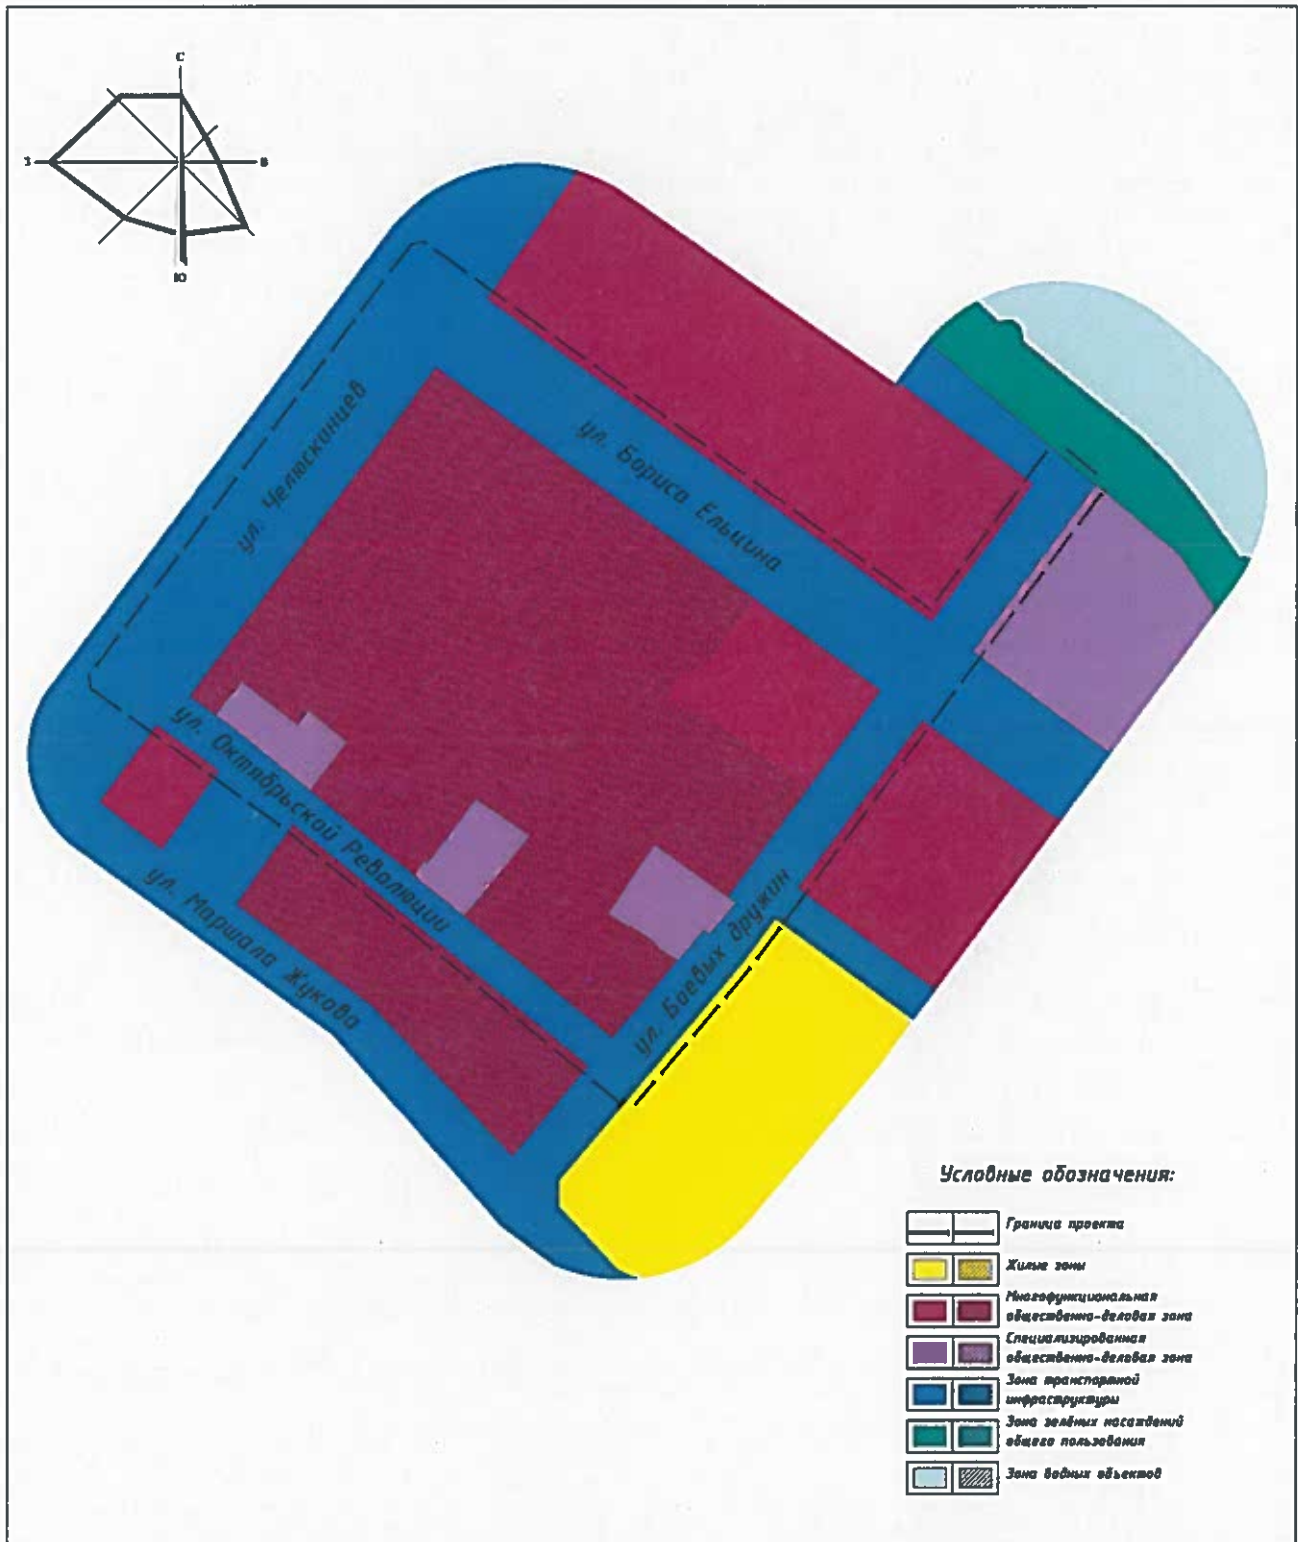 С
З
В
Ю
ул. Челюскинцев
ул. Бориса Ельцина
ул. Октябрьской Революции
ул. Маршала Жукова
ул. Боевых дружин
Условные обозначения:
Граница проекта
Жилые зоны
Многофункциональная
общественно-деловая зона
Специализированная
общественно-деловая зона
Зона транспортной
инфраструктуры
Зона зелёных насаждений
общего пользования
Зона водных объектов